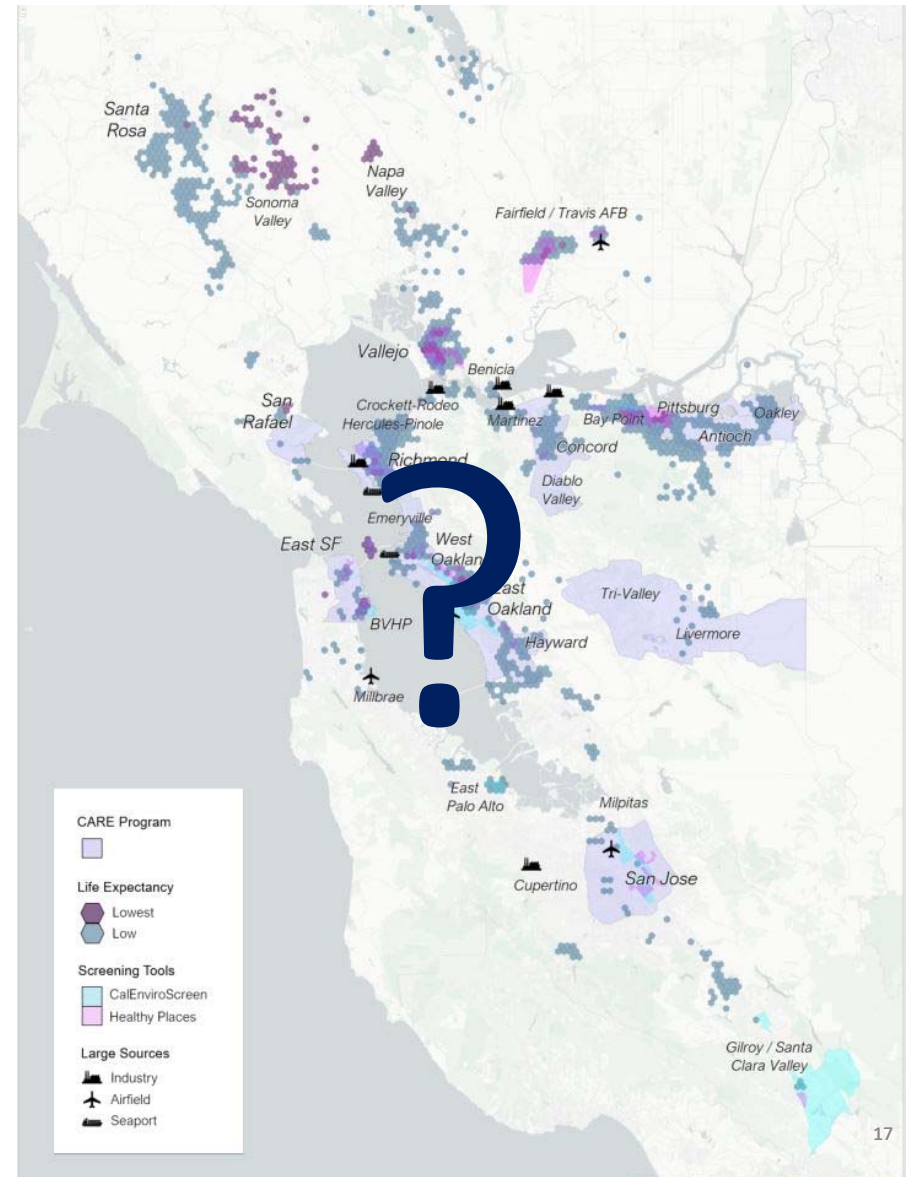 Santa
Rosa
Sonoma
Valley
Napa
Valley
Fairfield / Travis AFB
Vallejo
Benicia
San
Rafael
Crockett-Rodeo
Hercules-Pinole
Martinez
Bay Point
Pittsburg
Oakley
Antioch
Concord
Richmond
Diablo
Valley
Emeryville
East SF
West
Oakland
East
Oakland
Tri-Valley
Livermore
BVHP
Hayward
?
Millbrae
East
Palo Alto
Milpitas
Cupertino
San Jose
Gilroy / Santa
Clara Valley
CARE Program
Life Expectancy
Lowest
Low
Screening Tools
CalEnviroScreen
Healthy Places
Large Sources
Industry
Airfield
Seaport
17